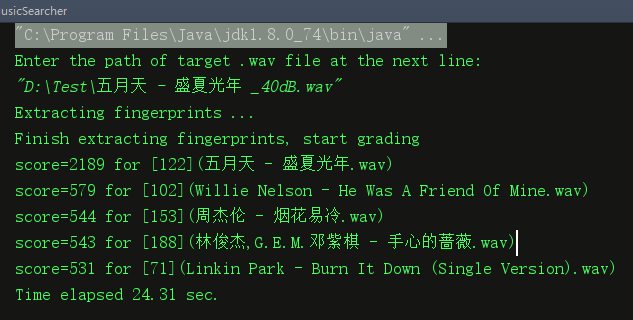 usicSearcher
"C:\Program Files\Java\jdk1.8.0_74\bin\java" ...
Enter the path of target .wav file at the next line:
"D:\Test\五月天 - 盛夏光年 _40dB.wav"
Extracting fingerprints ...
Finish extracting fingerprints, start grading
score=2189 for [122](五月天 - 盛夏光年.wav)
score=579 for [102](Willie Nelson - He Was A Friend Of Mine.wav)
score=544 for [153](周杰伦 - 烟花易冷.wav)
score=543 for [188](林俊杰,G.E.M.邓紫棋 - 手心的蔷薇.wav)
score=531 for [71](Linkin Park - Burn It Down (Single Version).wav)
Time elapsed 24.31 sec.